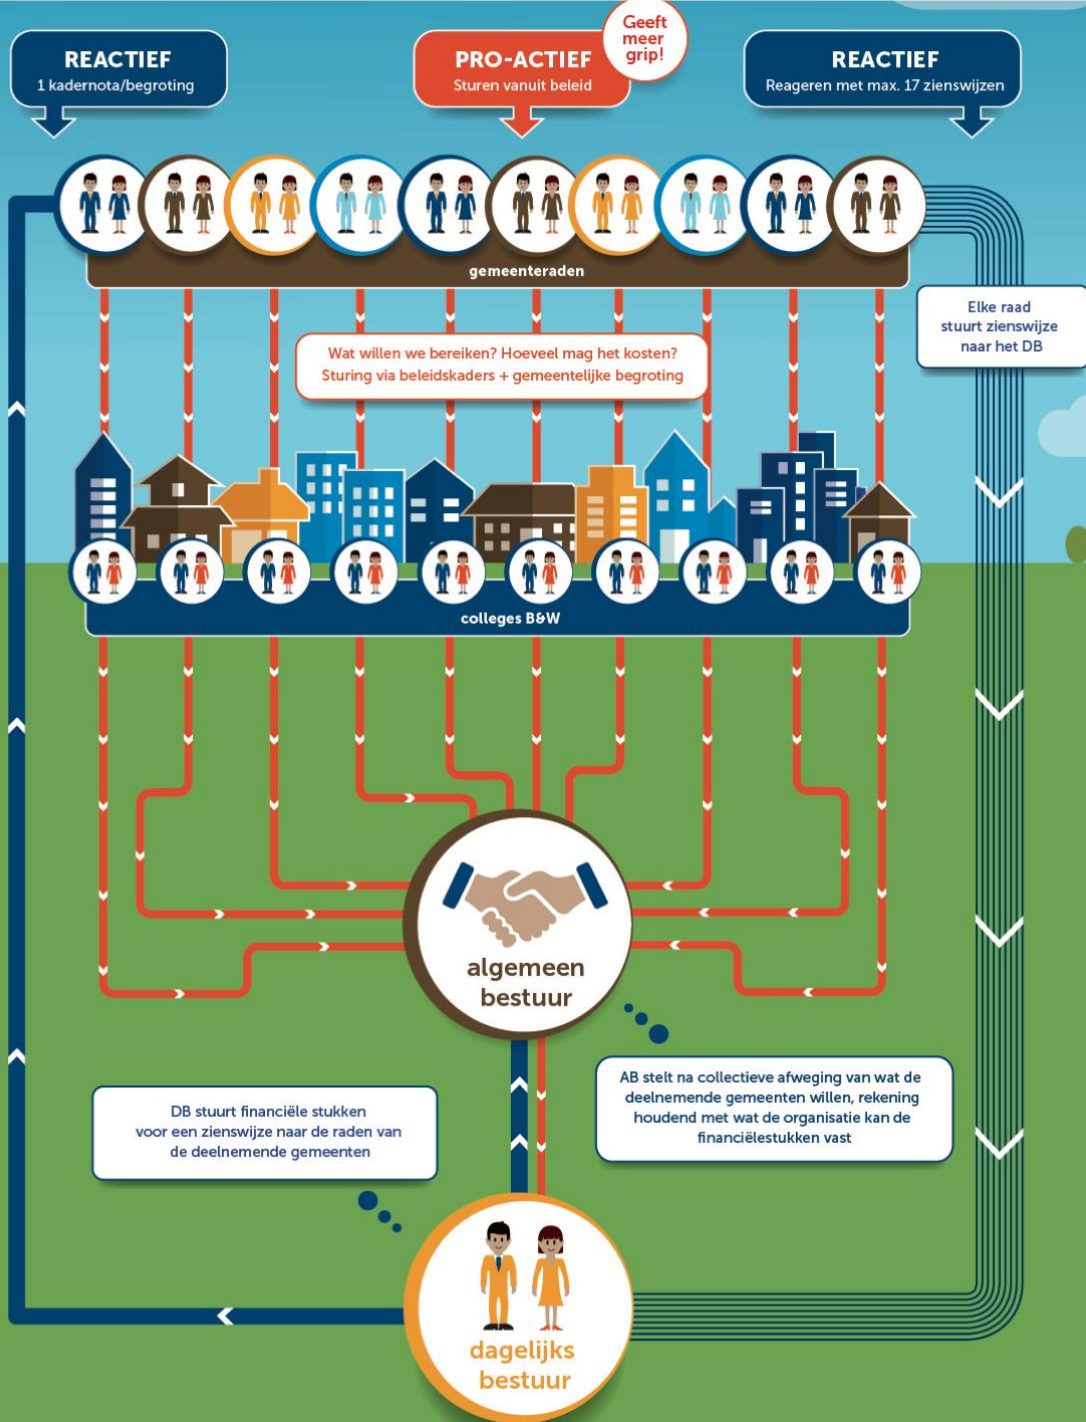 REACTIEF
1 kadernota/begroting
PRO-ACTIEF
Sturen vanuit beleid
Geeft
meer
grip!
REACTIEF
Reageren met max. 17 zienswijzen
gemeenteraden
Elke raad
stuurt zienswijze
naar het DB
Wat willen we bereiken? Hoeveel mag het kosten?
Sturing via beleidskaders + gemeentelijke begroting
colleges B&W
algemeen
bestuur
AB stelt na collectieve afweging van wat de
deelnemende gemeenten willen, rekening
houdend met wat de organisatie kan de
financiëlestukken vast
DB stuurt financiële stukken
voor een zienswijze naar de raden van
de deelnemende gemeenten
dagelijks
bestuur